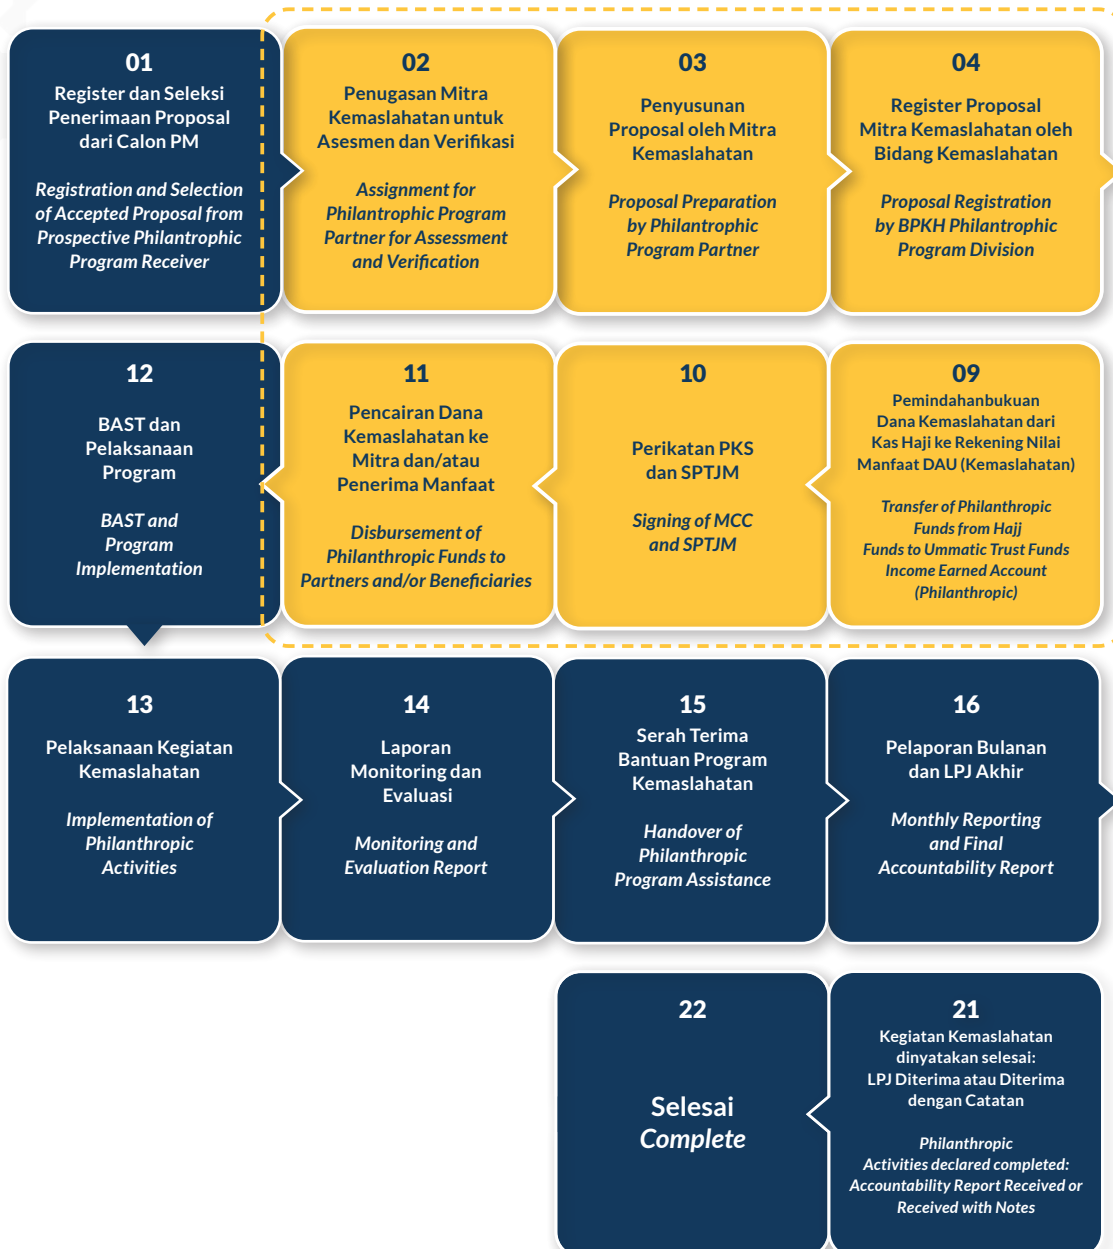 01
Register dan Seleksi
Penerimaan Proposal
dari Calon PM
Registration and Selection
of Accepted Proposal from
Prospective Philantrophic
Program Receiver
02
Penugasan Mitra
Kemaslahatan untuk
Asesmen dan Verifikasi
Assignment for
Philantrophic Program
Partner for Assessment
and Verification
03
Penyusunan
Proposal oleh Mitra
Kemaslahatan
Proposal Preparation
by Philanthropic
Program Partner
04
Register Proposal
Mitra Kemaslahatan oleh
Bidang Kemaslahatan
Proposal Registration
by BPKH Philantrophic
Program Division
12
BAST dan
Pelaksanaan
Program
BAST and
Program
Implementation
11
Pencairan Dana
Kemaslahatan ke
Mitra dan/atau
Penerima Manfaat
Disbursement of
Philanthropic Funds to
Partners and/or Beneficiaries
10
Perikatan PKS
dan SPTJM
Signing of MCC
and SPTJM
09
Pemindahanbukuan
Dana Kemaslahatan dari
Kas Haji ke Rekening Nilai
Manfaat DAU (Kemaslahatan)
Transfer of Philanthropic
Funds from Hajj
Funds to Ummatic Trust Funds
Income Earned Account
(Philanthropic)
13
Pelaksanaan Kegiatan
Kemaslahatan
Implementation of
Philanthropic
Activities
14
Laporan
Monitoring dan
Evaluasi
Monitoring and
Evaluation Report
15
Serah Terima
Bantuan Program
Kemaslahatan
Handover of
Philanthropic
Program Assistance
16
Pelaporan Bulanan
dan LPJ Akhir
Monthly Reporting
and Final
Accountability Report
22
Selesai
Complete
21
Kegiatan Kemaslahatan
dinyatakan selesai:
LPJ Diterima atau Diterima
dengan Catatan
Philanthropic
Activities declared completed:
Accountability Report Received or
Received with Notes